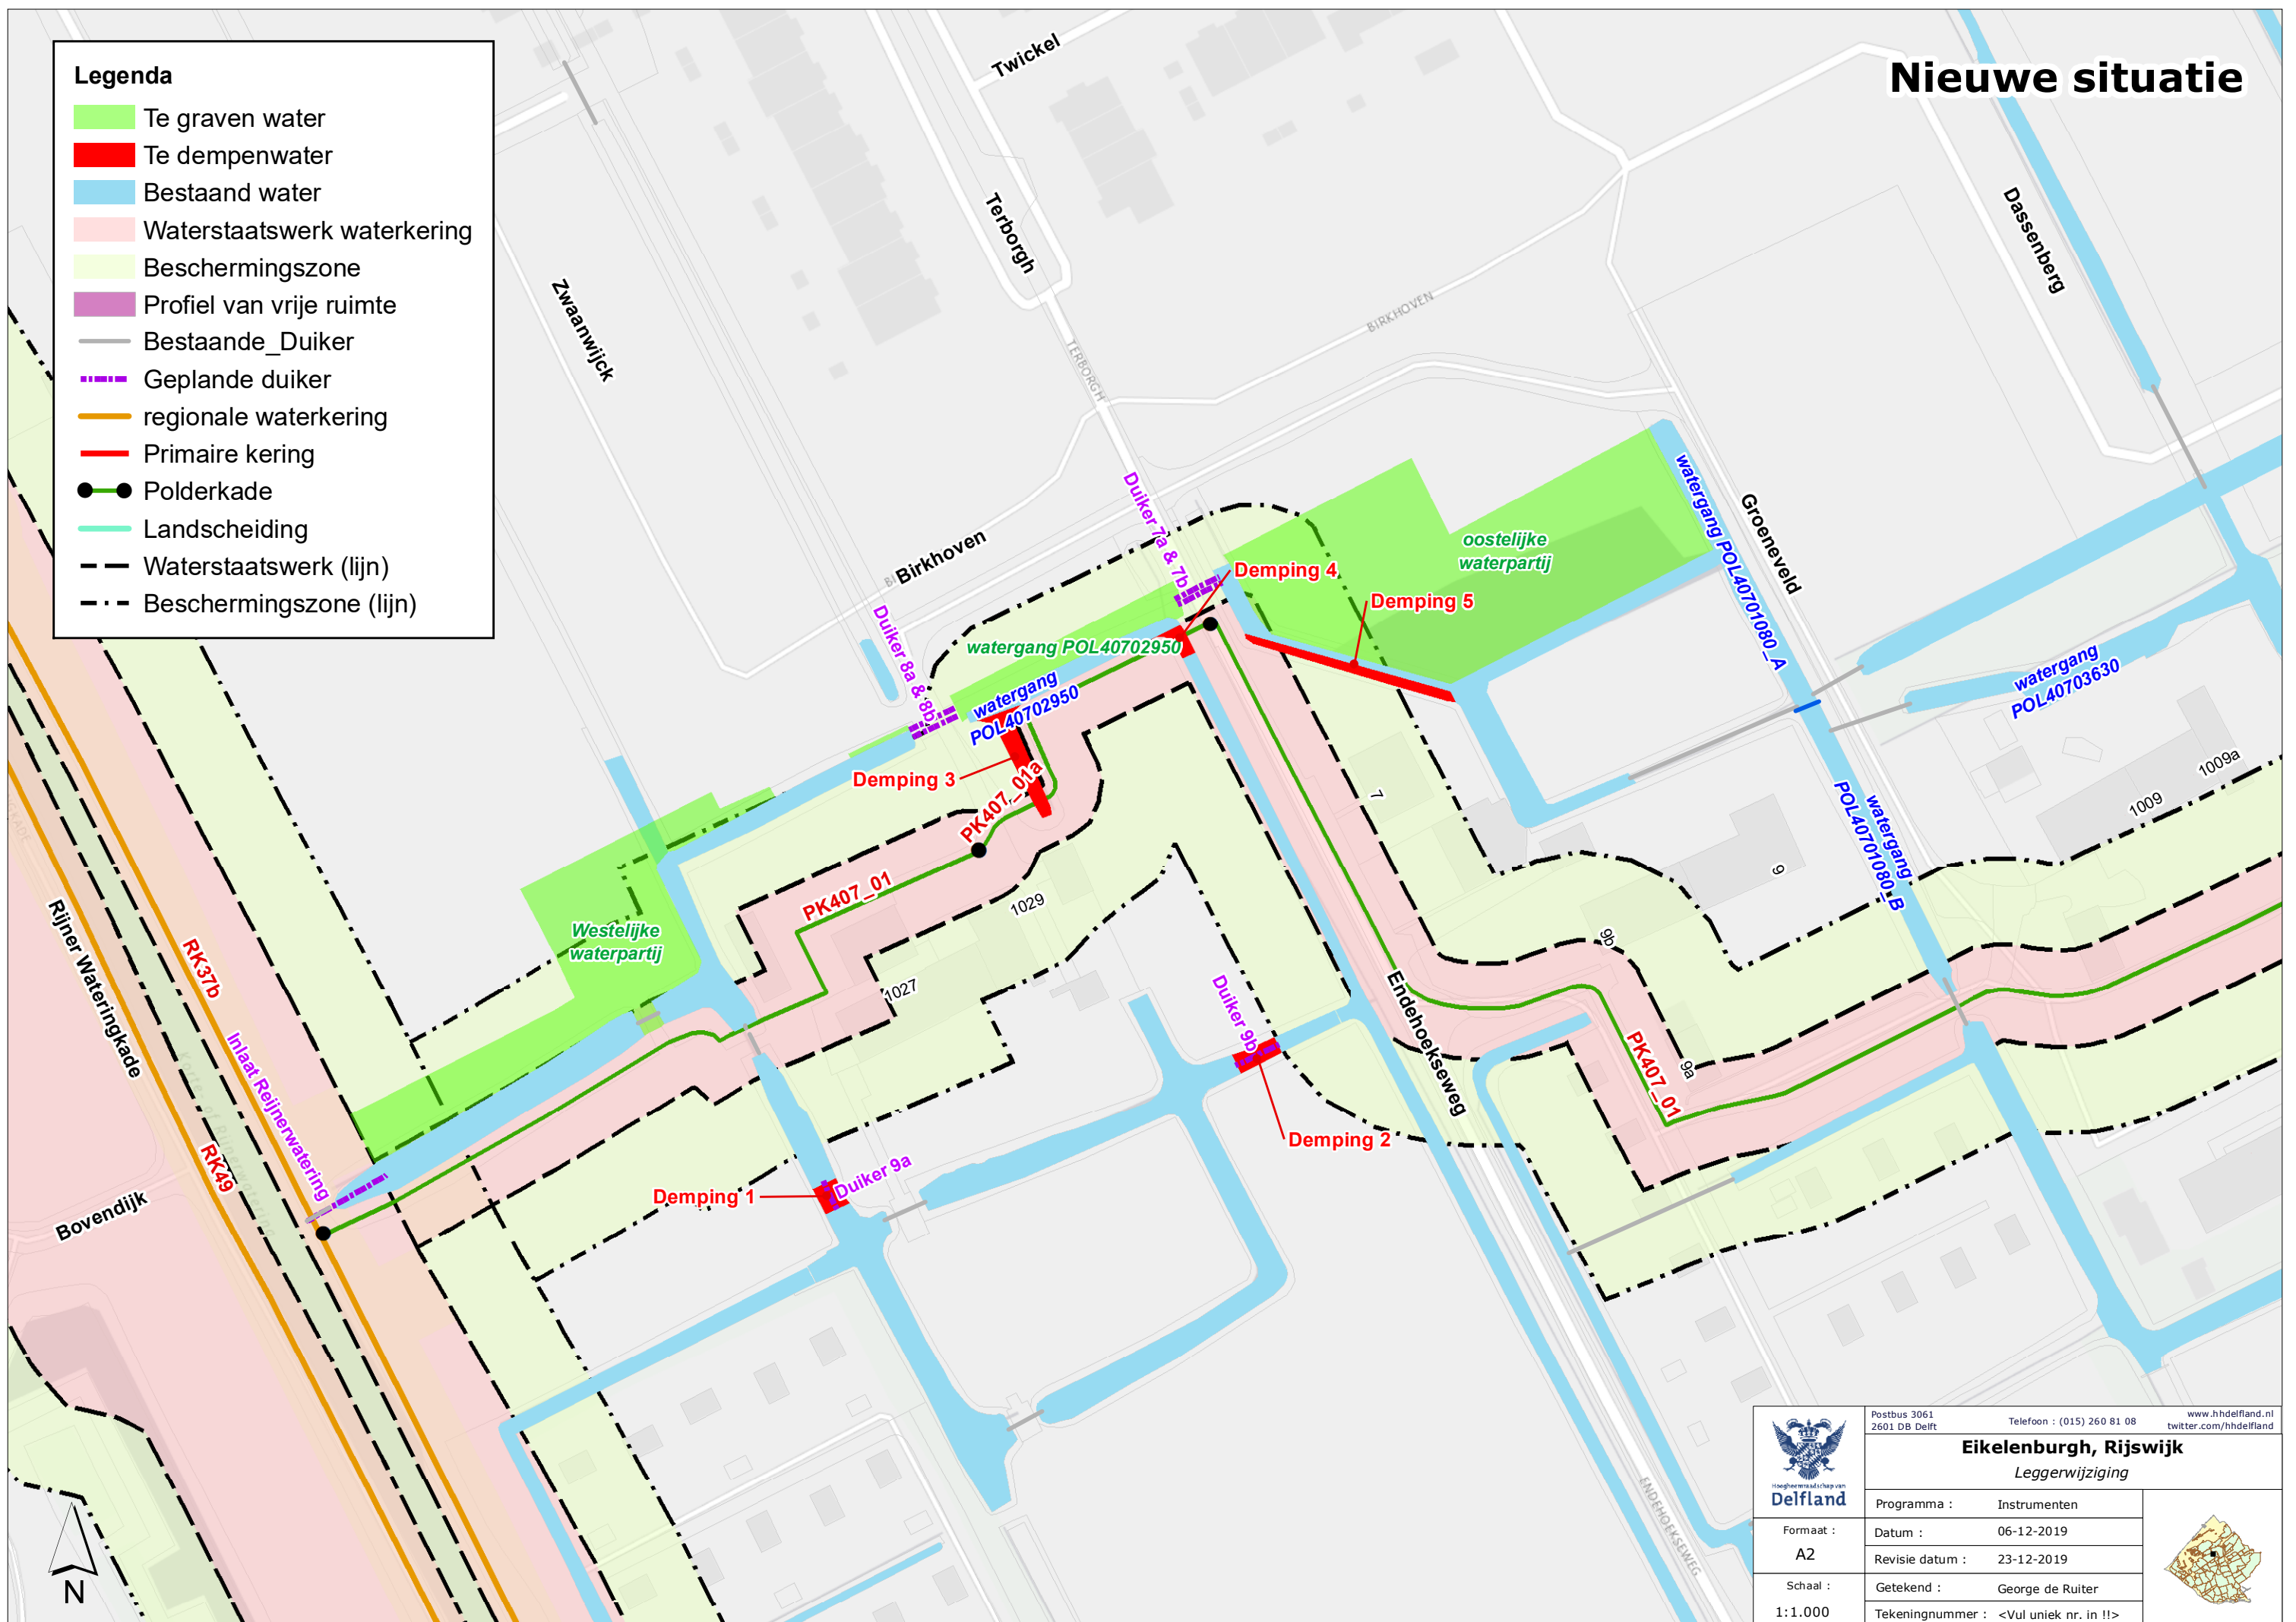 Nieuwe situatie
Legenda
Te graven water
Te dempenwater
Bestaand water
Waterstaatswerk waterkering
Beschermingszone
Profiel van vrije ruimte
Bestaande_Duiker
Geplande duiker
regionale waterkering
Primaire kering
Polderkade
Landscheiding
Waterstaatswerk (lijn)
Beschermingszone (lijn)
Twickel
Terborgh
Zwaanwijck
Dassenberg
BIRKHOVEN
TERBORGH
Birkhoven
Groeneveld
Duiker 7a & 7b
Duiker 8a & 8b
Demping 4
Demping 5
oostelijke
waterpartij
watergang POL40701080_A
watergang POL40702950
watergang
POL40702950
watergang
POL40703630
Demping 3
PK407_01a
PK407_01
watergang
POL40701080_B
7
9
9b
9a
1009a
1009
1029
1027
Westelijke
waterpartij
Rijner Wateringkade
RK37b
Inlaat Reijnerwatering
RK49
Bovendijk
Korte of Rijnerwatering
Duiker 9b
Demping 2
Duiker 9a
Demping 1
Endehoekseweg
PK407_01
ENDEHOEKSEWEG
N
Postbus 3061
2601 DB Delft
Telefoon : (015) 260 81 08
www.hhdelfland.nl
twitter.com/hhdelfland
Hoogheemraadschap van
Delfland
Eikelenburgh, Rijswijk
Leggerwijziging
Programma : Instrumenten
Formaat :
A2
Datum : 06-12-2019
Revisie datum : 23-12-2019
Schaal :
1:1.000
Getekend : George de Ruiter
Tekeningnummer : <Vul uniek nr. in !!>